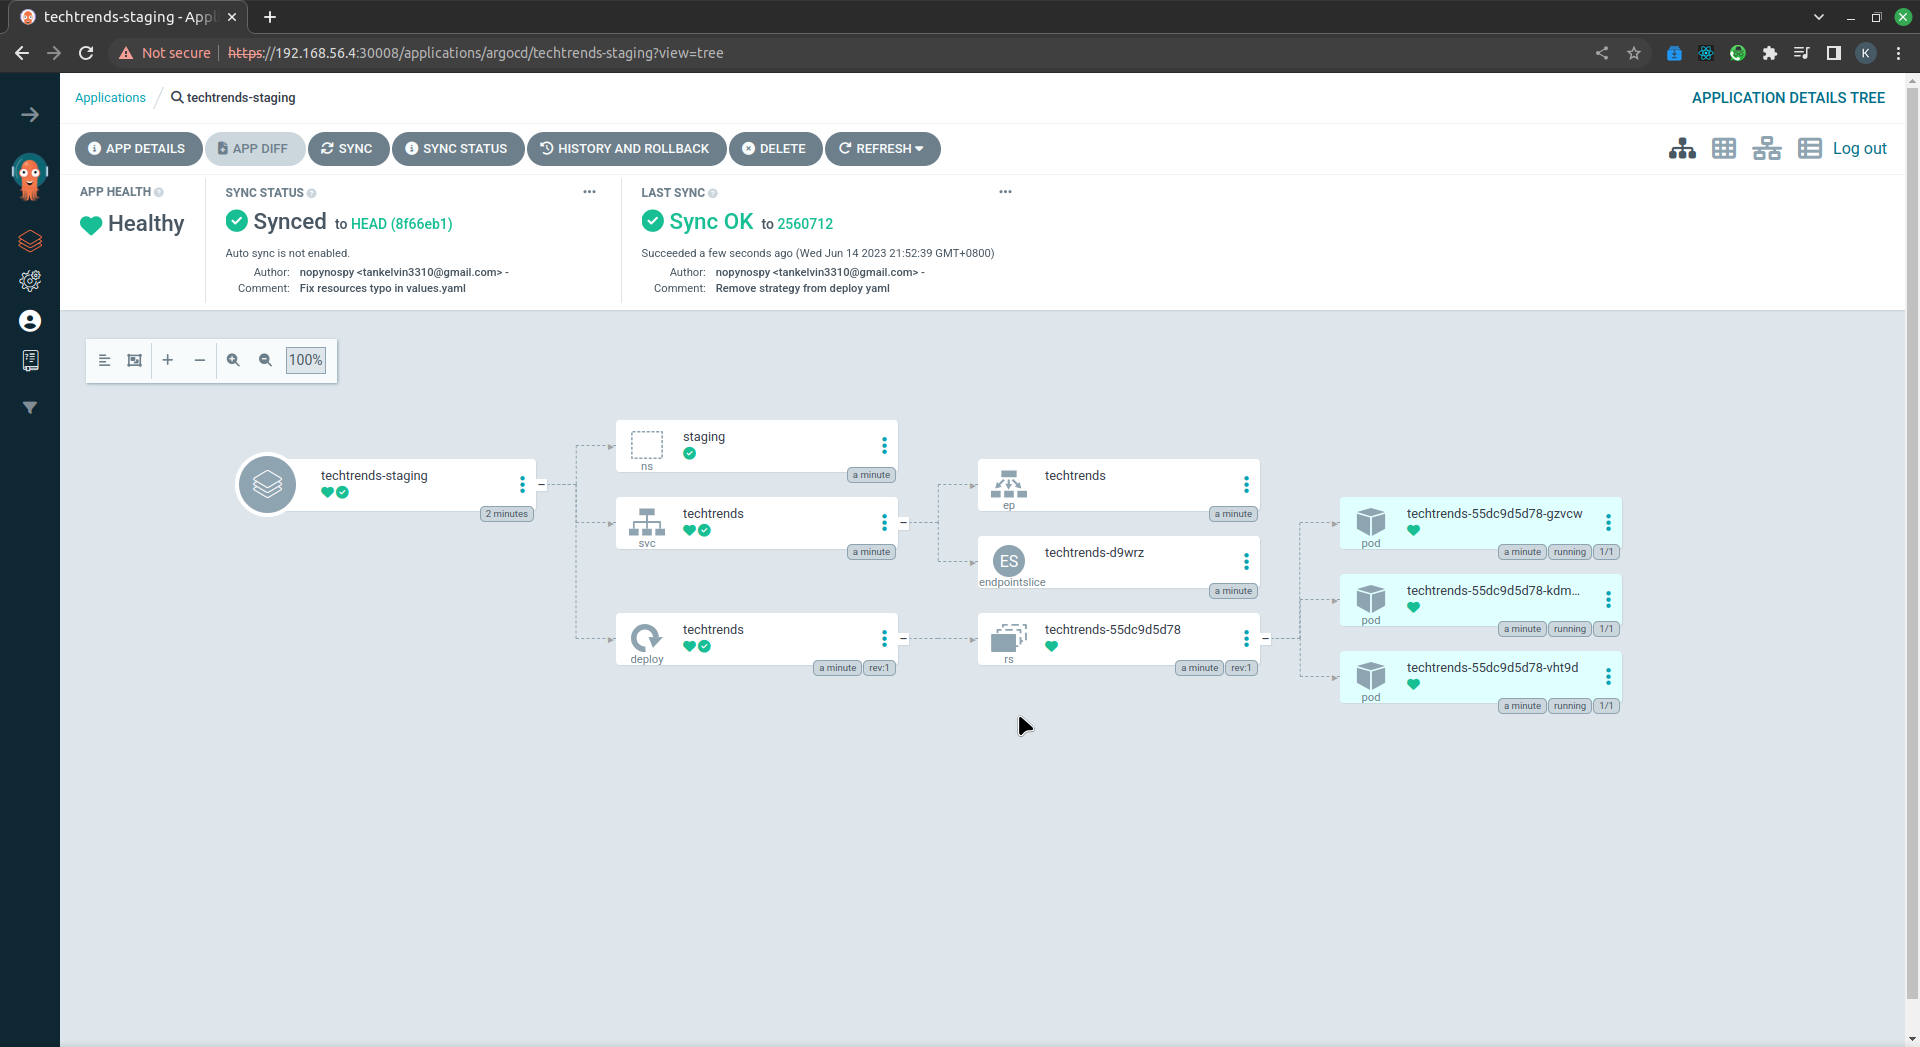 techtrends-staging - Appl
Not secure
https://192.168.56.4:30008/applications/argocd/techtrends-staging?view=tree
K
Applications
techtrends-staging
APPLICATION DETAILS TREE
APP DETAILS
APP DIFF
SYNC
SYNC STATUS
HISTORY AND ROLLBACK
DELETE
REFRESH
Log out
APP HEALTH
Healthy
SYNC STATUS
Synced to HEAD (8f66eb1)
Auto sync is not enabled.
Author: nopynospy <tankelvin3310@gmail.com> -
Comment: Fix resources typo in values.yaml
LAST SYNC
Sync OK to 2560712
Succeeded a few seconds ago (Wed Jun 14 2023 21:52:39 GMT+0800)
Author: nopynospy <tankelvin3310@gmail.com> -
Comment: Remove strategy from deploy yaml
100%
techtrends-staging
2 minutes
staging
ns
a minute
techtrends
svc
a minute
techtrends
deploy
a minute
rev:1
techtrends
ep
a minute
ES
techtrends-d9wrz
endpointslice
a minute
techtrends-55dc9d5d78
rs
a minute
rev:1
techtrends-55dc9d5d78-gzvcw
pod
a minute
running
1/1
techtrends-55dc9d5d78-kdm...
pod
a minute
running
1/1
techtrends-55dc9d5d78-vht9d
pod
a minute
running
1/1